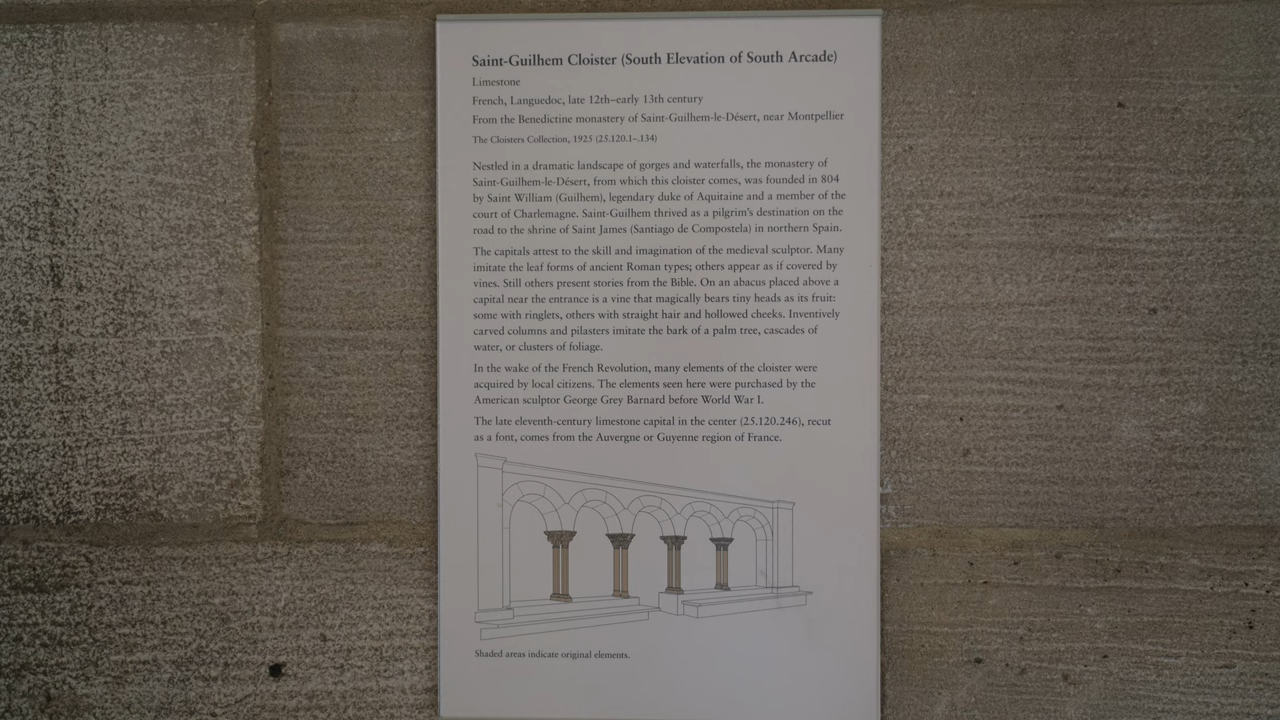 Saint-Guilhem Cloister (South Elevation of South Arcade)
Limestone
French, Languedoc, late 12th–early 13th century
From the Benedictine monastery of Saint-Guilhem-le-Désert, near Montpellier
The Cloisters Collection, 1925 (25.120.1–.134)
Nestled in a dramatic landscape of gorges and waterfalls, the monastery of
Saint-Guilhem-le-Désert, from which this cloister comes, was founded in 804
by Saint William (Guilhem), legendary duke of Aquitaine and a member of the
court of Charlemagne. Saint-Guilhem thrived as a pilgrim's destination on the
road to the shrine of Saint James (Santiago de Compostela) in northern Spain.
The capitals attest to the skill and imagination of the medieval sculptor. Many
imitate the leaf forms of ancient Roman types; others appear as if covered by
vines. Still others present stories from the Bible. On an abacus placed above a
capital near the entrance is a vine that magically bears tiny heads as its fruit:
some with ringlets, others with straight hair and hollowed cheeks. Inventively
carved columns and pilasters imitate the bark of a palm tree, cascades of
water, or clusters of foliage.
In the wake of the French Revolution, many elements of the cloister were
acquired by local citizens. The elements seen here were purchased by the
American sculptor George Grey Barnard before World War I.
The late eleventh-century limestone capital in the center (25.120.246), recut
as a font, comes from the Auvergne or Guyenne region of France.
Shaded areas indicate original elements.